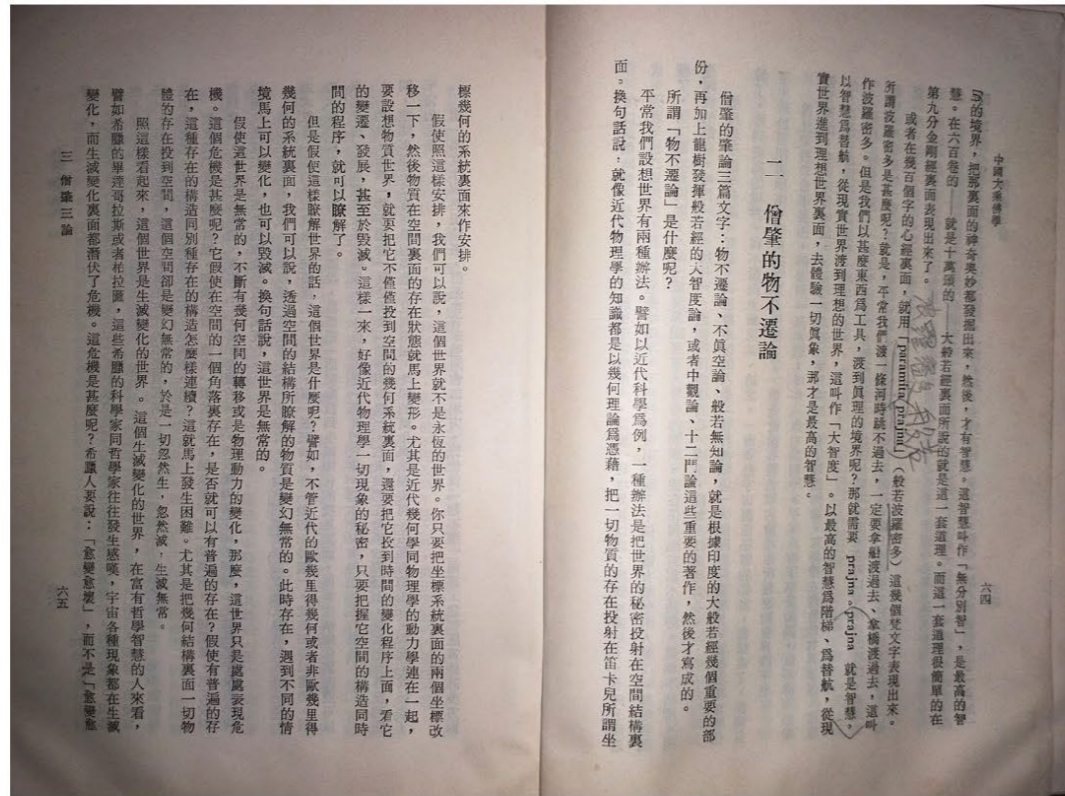 中國大乘佛學
六四
的境界,把那裏面的神奇奧妙都發掘出來,然後,才有智慧。這智慧叫作「無分別智」,是最高的智
慧。在六百卷的——就是十萬頌的——大般若經裏面所說的就是這一套道理。而這一套道理很簡單的在
第九分金剛經裏面表現出來了。
或者在幾百個字的心經裏面,就用「paramita prajna」(般若波羅密多)這幾個梵文字表現出來。
所謂波羅密多是甚麼呢?就是,平常我們渡一條河時跳不過去,一定要拿船渡過去、拿橋渡過去,這叫
作波羅密多。但是我們以甚麼東西爲工具,渡到眞理的境界呢?那就需要 prajna。prajna 就是智慧。
以智慧爲智航,從現實世界渡到理想的世界,這叫作「大智度」。以最高的智慧爲階梯、爲智航,從現
實世界進到理想世界裏面,去體驗一切眞象,那才是最高的智慧。
二 僧肇的物不遷論
僧肇的肇論三篇文字:物不遷論、不眞空論、般若無知論,就是根據印度的大般若經幾個重要的部
份,再加上龍樹發揮般若經的大智度論,或者中觀論、十二門論這些重要的著作,然後才寫成的。
所謂「物不遷論」是什麼呢?
平常我們設想世界有兩種辦法。譬如以近代科學爲例,一種辦法是把世界的秘密投射在空間結構裏
面。換句話說,就像近代物理學的知識都是以幾何理論爲憑藉,把一切物質的存在投射在笛卡兒所謂坐
標幾何的系統裏面來作安排。
假使照這樣安排,我們可以說,這個世界就不是永恆的世界。你只要把坐標系統裏面的兩個坐標改
移一下,然後物質在空間裏面的存在狀態就馬上變形。尤其是近代幾何學同物理學的動力學連在一起,
要設想物質世界,就要把它不僅僅投到空間的幾何系統裏面,還要把它投到時間的變化程序上面,看它
的變遷、發展,甚至於毀滅。這樣一來,好像近代物理學一切現象的秘密,只要把握它空間的構造同時
間的程序,就可以瞭解了。
但是假使這樣瞭解世界的話,這個世界是什麼呢?譬如,不管近代的歐幾里得幾何或者非歐幾里得
幾何的系統裏面,我們可以說,透過空間的結構所瞭解的物質是變幻無常的。此時存在,遇到不同的情
境馬上可以變化,也可以毀滅。換句話說,這世界是無常的。
假使這世界是無常的,不斷有幾何空間的轉移或是物理動力的變化,那麼,這世界只是處處表現危
機。這個危機是甚麼呢?它假使在空間的一個角落裏存在,是否就可以有普遍的存在?假使有普遍的存
在,這種存在的構造同別種存在的構造怎麼樣連續?這就馬上發生困難。尤其是把幾何結構裏面一切物
體的存在投到空間,這個空間卻是變幻無常的,於是一切忽然生,忽然滅,生滅無常。
照這樣看起來,這個世界是生滅變化的世界。這個生滅變化的世界,在富有哲學智慧的人來看,
譬如希臘的畢達哥拉斯或者柏拉圖,這些希臘的科學家同哲學家往往發生感嘆,宇宙各種現象都在生滅
變化,而生滅變化裏面都潛伏了危機。這危機是甚麼呢?希臘人要說:「愈變愈壞」,而不是「愈變愈
三 僧肇三論
六五